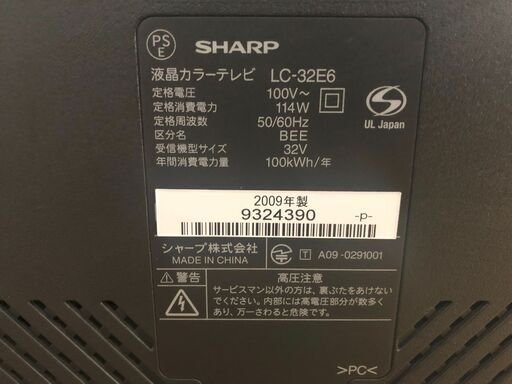 PS
E
SHARP
液晶カラーテレビ LC-32E6
定格電圧 100V～
定格消費電力 114W
定格周波数 50/60Hz
区分名 BEE
受信機型サイズ 32V
年間消費電力量 100kWh/年
UL Japan
2009年製
9324390 -p-
シャープ株式会社
MADE IN CHINA
T A09-0291001
警告 高圧注意
サービスマン以外の方は、裏ぶたをあけない
でください。内部には高電圧部分が数多く
あり、万一さわると危険です。
>PC<